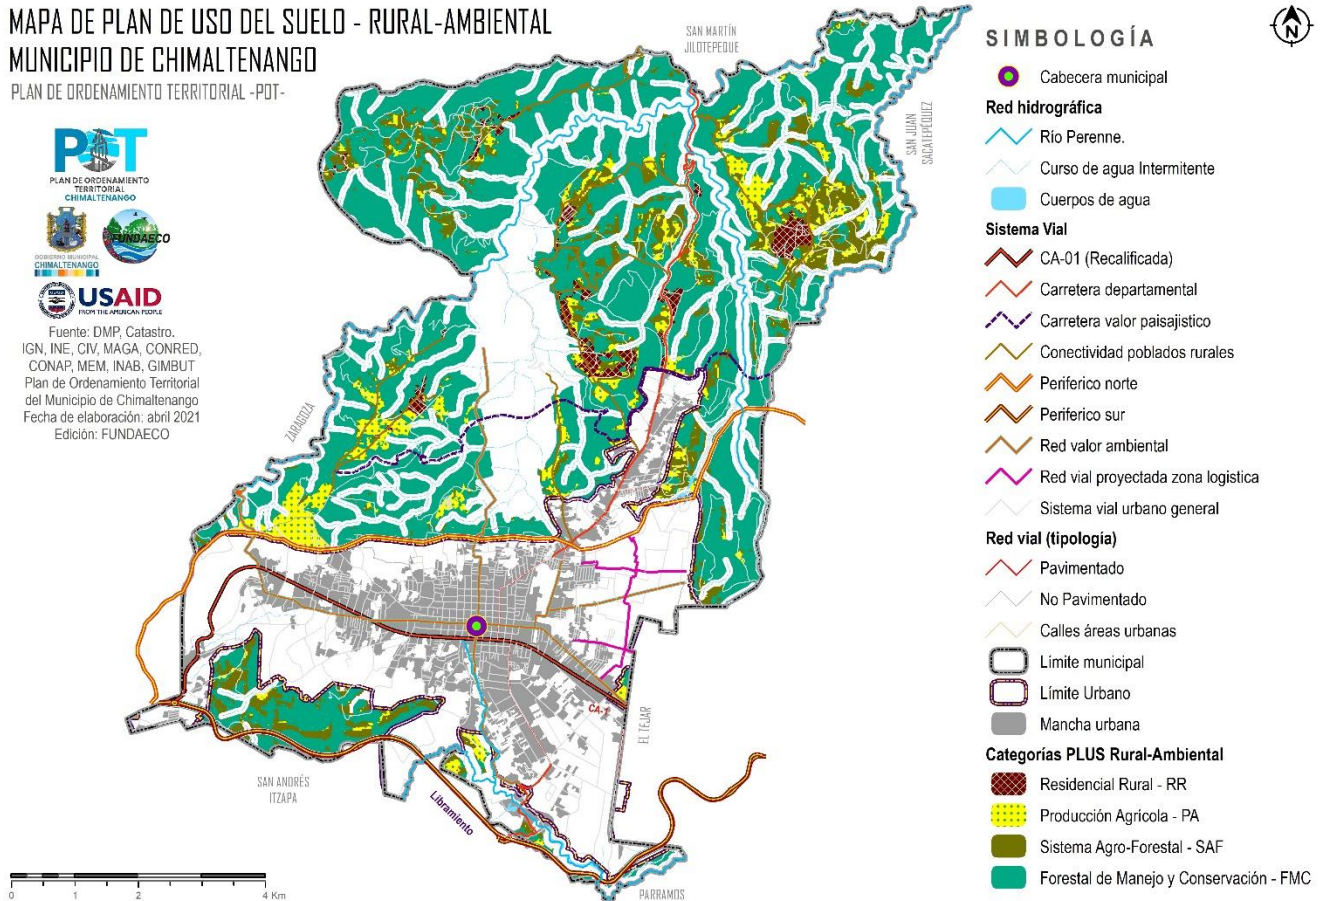 MAPA DE PLAN DE USO DEL SUELO - RURAL-AMBIENTAL
MUNICIPIO DE CHIMALTENANGO
PLAN DE ORDENAMIENTO TERRITORIAL -POT-
POT
PLAN DE ORDENAMIENTO
TERRITORIAL
CHIMALTENANGO
GOBIERNO MUNICIPAL
CHIMALTENANGO
FUNDAECO
USAID
FROM THE AMERICAN PEOPLE
Fuente: DMP, Catastro.
IGN, INE, CIV, MAGA, CONRED,
CONAP, MEM, INAB, GIMBUT
Plan de Ordenamiento Territorial
del Municipio de Chimaltenango
Fecha de elaboración: abril 2021
Edición: FUNDAECO
SAN MARTÍN
JILOTEPEQUE
SAN JUAN
SACATEPÉQUEZ
ZARAGOZA
CA-1
EL TEJAR
SAN ANDRÉS
ITZAPA
Libramiento
PARRAMOS
0 1 2 4 Km
SIMBOLOGÍA
Cabecera municipal
Red hidrográfica
Río Perenne.
Curso de agua Intermitente
Cuerpos de agua
Sistema Vial
CA-01 (Recalificada)
Carretera departamental
Carretera valor paisajistico
Conectividad poblados rurales
Periferico norte
Periferico sur
Red valor ambiental
Red vial proyectada zona logistica
Sistema vial urbano general
Red vial (tipología)
Pavimentado
No Pavimentado
Calles áreas urbanas
Límite municipal
Límite Urbano
Mancha urbana
Categorías PLUS Rural-Ambiental
Residencial Rural - RR
Producción Agrícola - PA
Sistema Agro-Forestal - SAF
Forestal de Manejo y Conservación - FMC